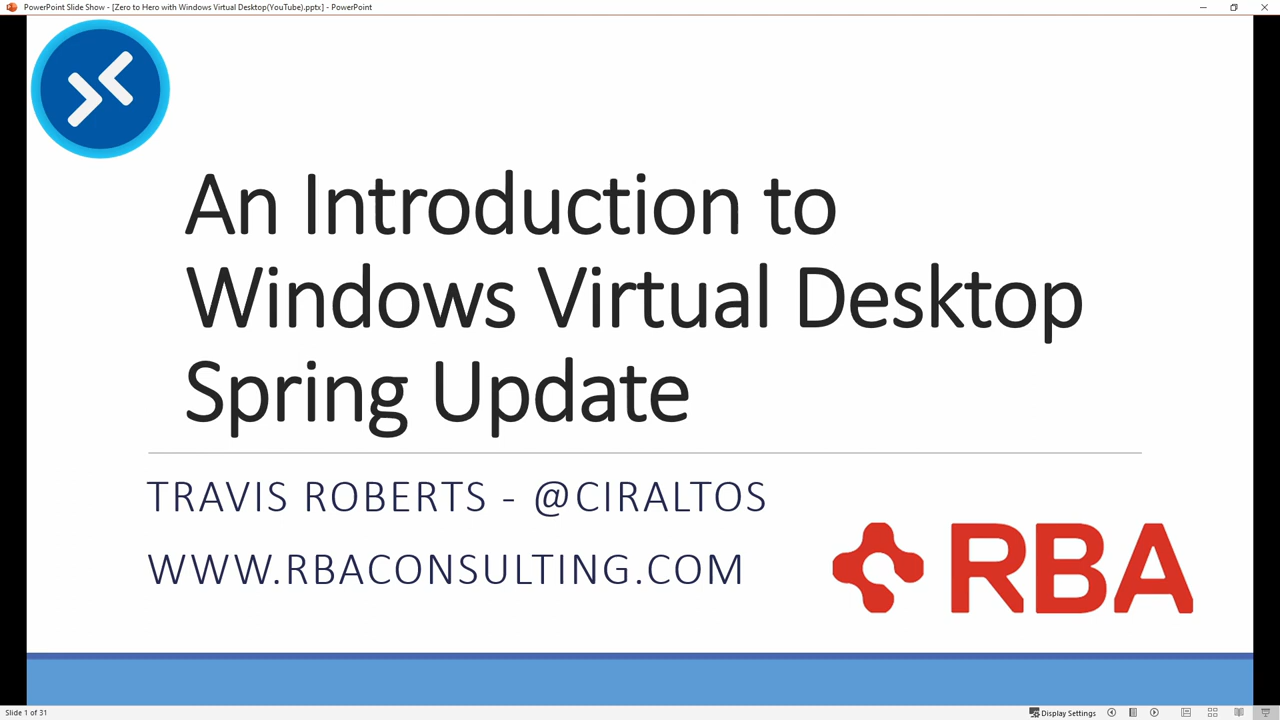 PowerPoint Slide Show - [Zero to Hero with Windows Virtual Desktop(YouTube).pptx] - PowerPoint
An Introduction to
Windows Virtual Desktop
Spring Update
TRAVIS ROBERTS - @CIRALTOS
WWW.RBACONSULTING.COM
RBA
Slide 1 of 31
Display Settings